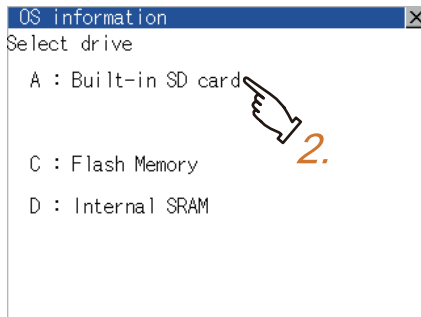 OS information
Select drive
A : Built-in SD card
2.
C : Flash Memory
D : Internal SRAM